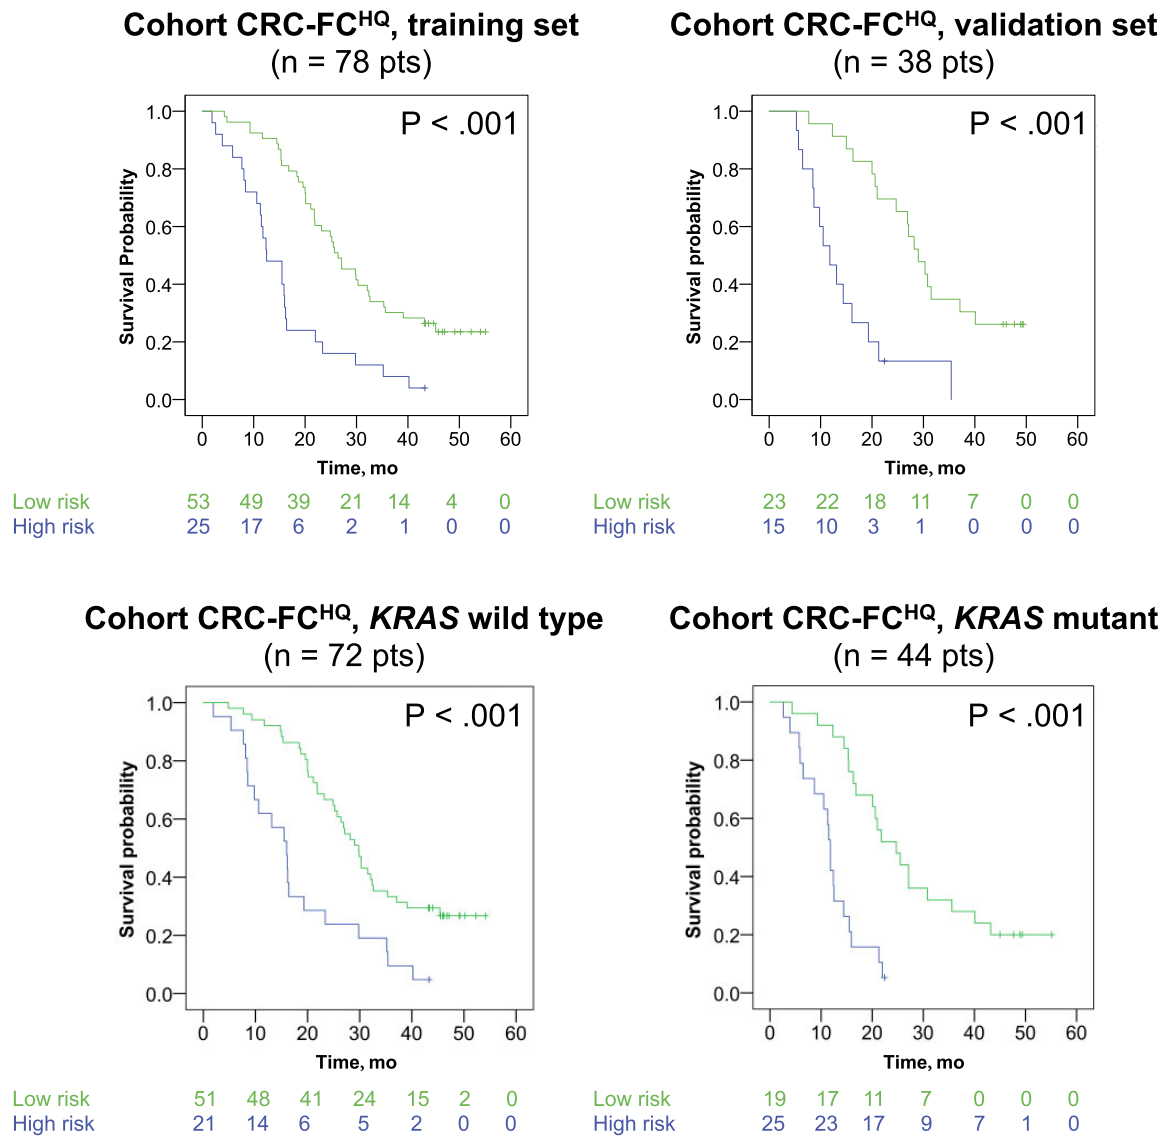 Cohort CRC-FCHQ, training set
(n = 78 pts)
P < .001
Survival Probability
1.0
0.8
0.6
0.4
0.2
0.0
0 10 20 30 40 50 60
Time, mo
Low risk 53 49 39 21 14 4 0
High risk 25 17 6 2 1 0 0
Cohort CRC-FCHQ, validation set
(n = 38 pts)
P < .001
Survival Probability
1.0
0.8
0.6
0.4
0.2
0.0
0 10 20 30 40 50 60
Time, mo
Low risk 23 22 18 11 7 0 0
High risk 15 10 3 1 0 0 0
Cohort CRC-FCHQ, KRAS wild type
(n = 72 pts)
P < .001
Survival probability
1.0
0.8
0.6
0.4
0.2
0.0
0 10 20 30 40 50 60
Time, mo
Low risk 51 48 41 24 15 2 0
High risk 21 14 6 5 2 0 0
Cohort CRC-FCHQ, KRAS mutant
(n = 44 pts)
P < .001
Survival probability
1.0
0.8
0.6
0.4
0.2
0.0
0 10 20 30 40 50 60
Time, mo
Low risk 19 17 11 7 0 0 0
High risk 25 23 17 9 7 1 0